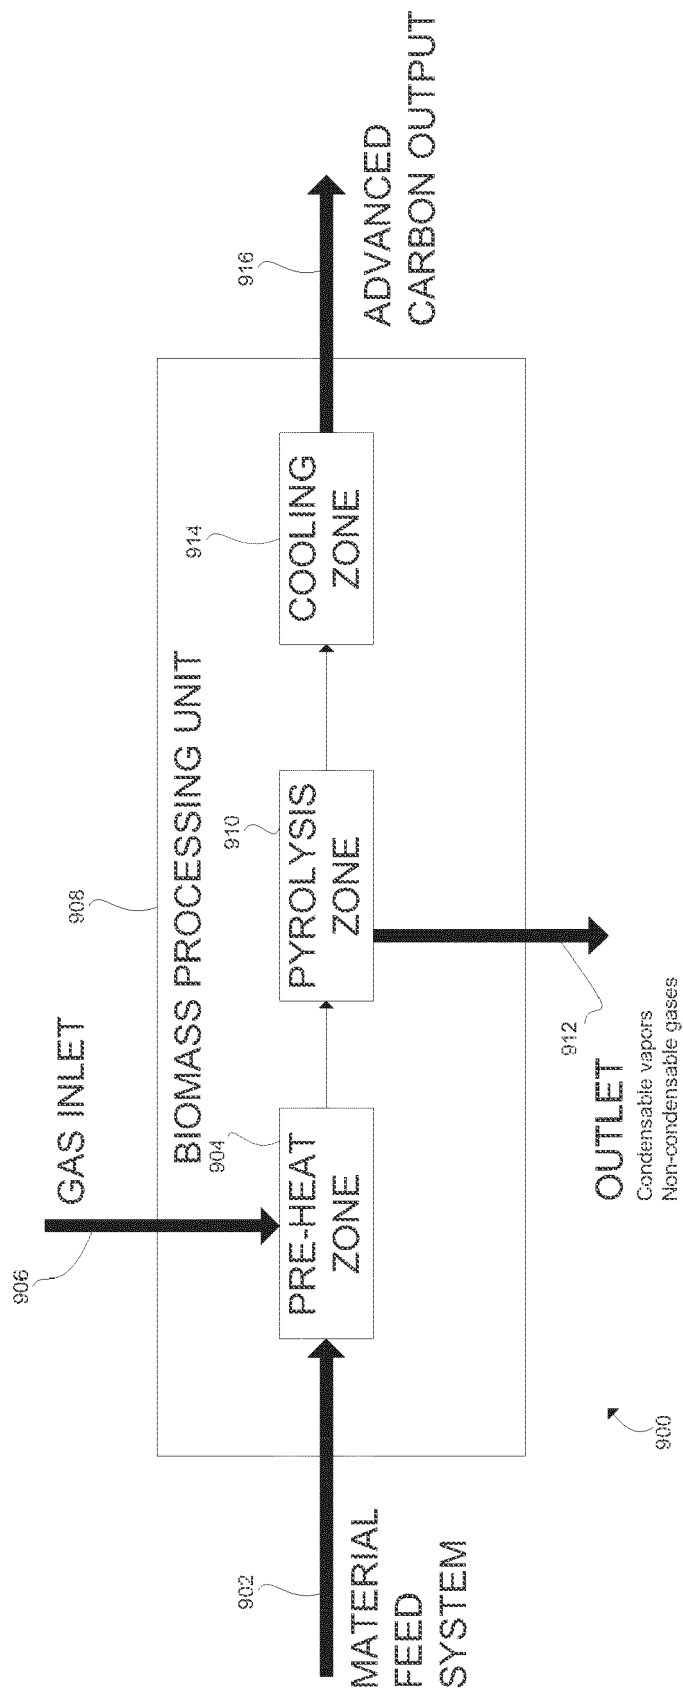 906
GAS INLET
908
BIOMASS PROCESSING UNIT
902
MATERIAL
FEED
SYSTEM
904
PRE-HEAT
ZONE
910
PYROLYSIS
ZONE
914
COOLING
ZONE
916
ADVANCED
CARBON OUTPUT
912
OUTLET
Condensable vapors
Non-condensable gases
900